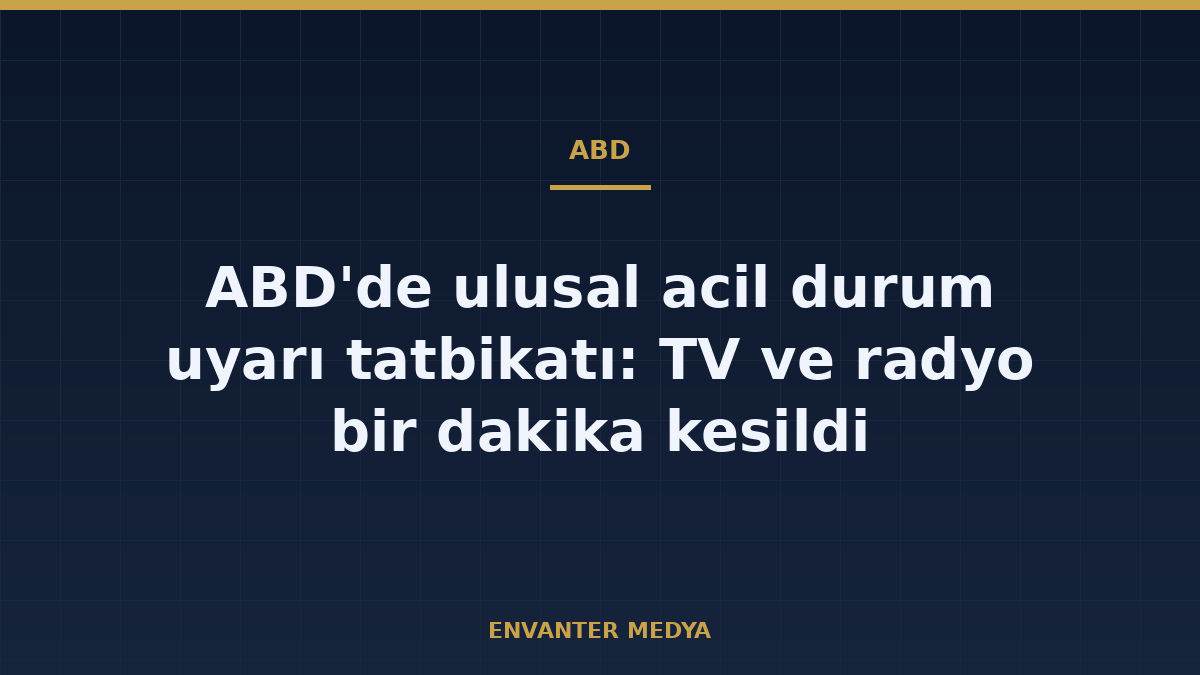 ABD
ABD'de ulusal acil durum
uyarı tatbikatı: TV ve radyo
bir dakika kesildi
ENVANTER MEDYA